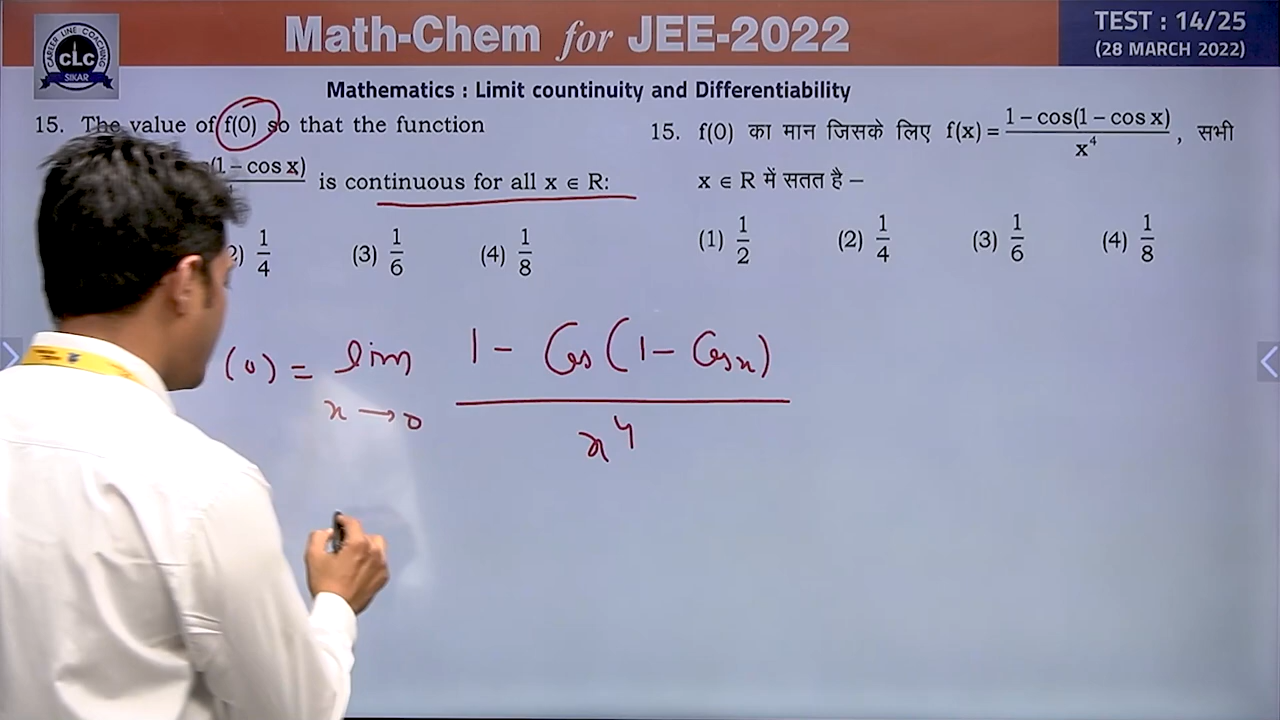 CAREER LINE COACHING
CLC
SIKAR
Math-Chem for JEE-2022
TEST : 14/25
(28 MARCH 2022)
Mathematics : Limit countinuity and Differentiability
15. The value of f(0) so that the function
(1 – cos x)
is continuous for all x ∈ R:
2) 1/4 (3) 1/6 (4) 1/8
15. f(0) का मान जिसके लिए f(x) = (1 – cos(1 – cos x))/x⁴ , सभी
x ∈ R में सतत है –
(1) 1/2 (2) 1/4 (3) 1/6 (4) 1/8
(0) = lim x→0 (1 - Cos(1 - Cosx))/x⁴